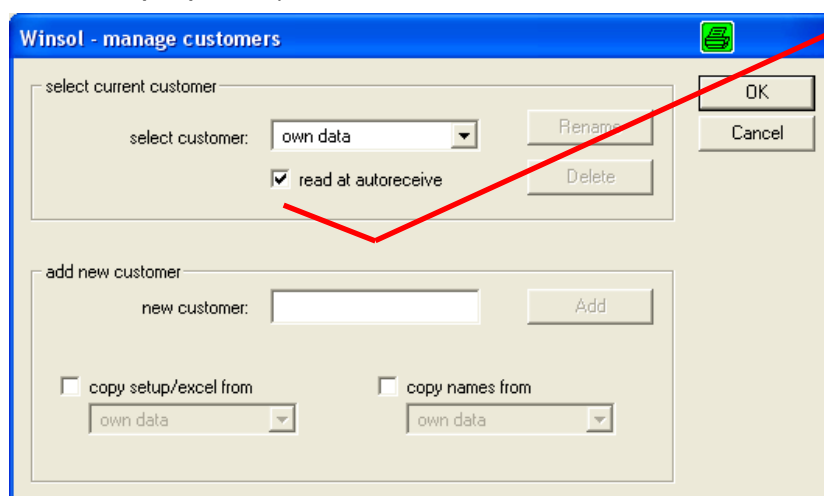 Winsol - manage customers
select current customer
select customer: own data Rename
read at autoreceive Delete
OK
Cancel
add new customer
new customer: Add
copy setup/excel from copy names from
own data own data